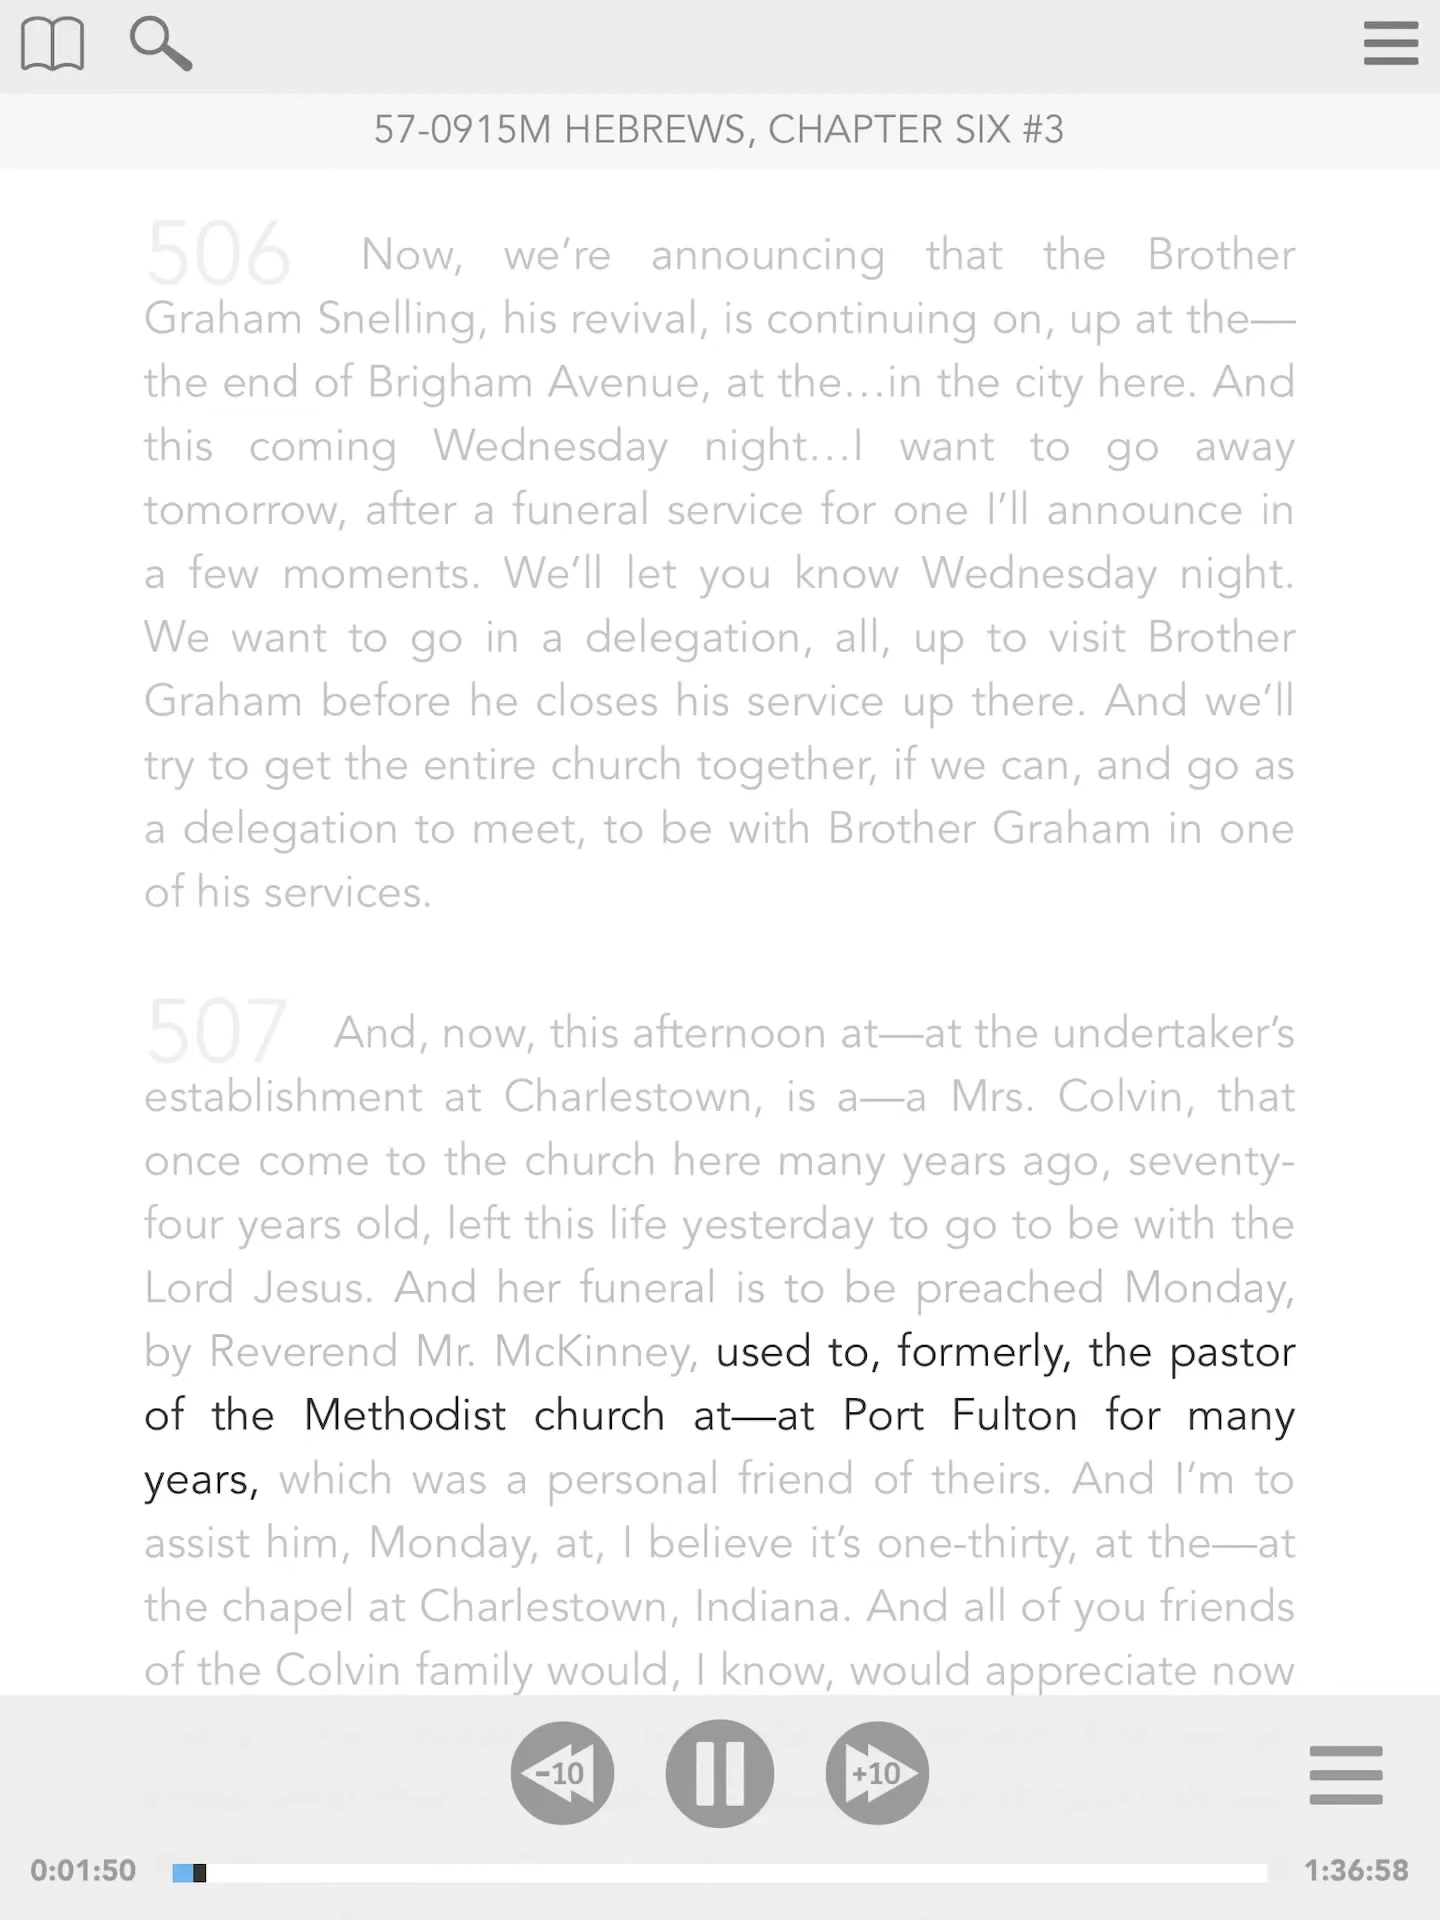 57-0915M HEBREWS, CHAPTER SIX #3
506 Now, we’re announcing that the Brother
Graham Snelling, his revival, is continuing on, up at the—
the end of Brigham Avenue, at the…in the city here. And
this coming Wednesday night…I want to go away
tomorrow, after a funeral service for one I’ll announce in
a few moments. We’ll let you know Wednesday night.
We want to go in a delegation, all, up to visit Brother
Graham before he closes his service up there. And we’ll
try to get the entire church together, if we can, and go as
a delegation to meet, to be with Brother Graham in one
of his services.
507 And, now, this afternoon at—at the undertaker’s
establishment at Charlestown, is a—a Mrs. Colvin, that
once come to the church here many years ago, seventy-
four years old, left this life yesterday to go to be with the
Lord Jesus. And her funeral is to be preached Monday,
by Reverend Mr. McKinney, used to, formerly, the pastor
of the Methodist church at—at Port Fulton for many
years, which was a personal friend of theirs. And I’m to
assist him, Monday, at, I believe it’s one-thirty, at the—at
the chapel at Charlestown, Indiana. And all of you friends
of the Colvin family would, I know, would appreciate now
-10 +10
0:01:50 1:36:58